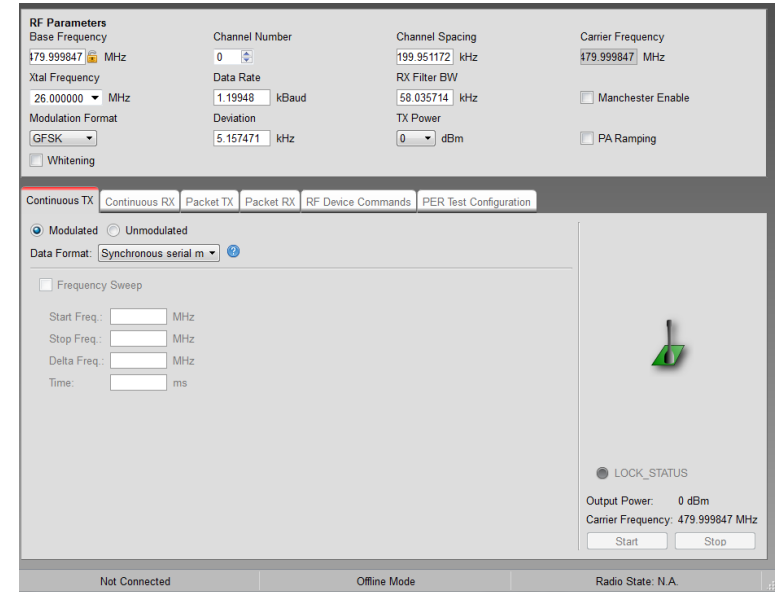 RF Parameters
Base Frequency Channel Number Channel Spacing Carrier Frequency
479.999847 MHz 0 199.951172 kHz 479.999847 MHz
Xtal Frequency Data Rate RX Filter BW
26.000000 MHz 1.19948 kBaud 58.035714 kHz Manchester Enable
Modulation Format Deviation TX Power
GFSK 5.157471 kHz 0 dBm PA Ramping
Whitening
Continuous TX Continuous RX Packet TX Packet RX RF Device Commands PER Test Configuration
Modulated Unmodulated
Data Format: Synchronous serial m ?
Frequency Sweep
Start Freq.: MHz
Stop Freq.: MHz
Delta Freq.: MHz
Time: ms
LOCK_STATUS
Output Power: 0 dBm
Carrier Frequency: 479.999847 MHz
Start Stop
Not Connected Offline Mode Radio State: N.A.